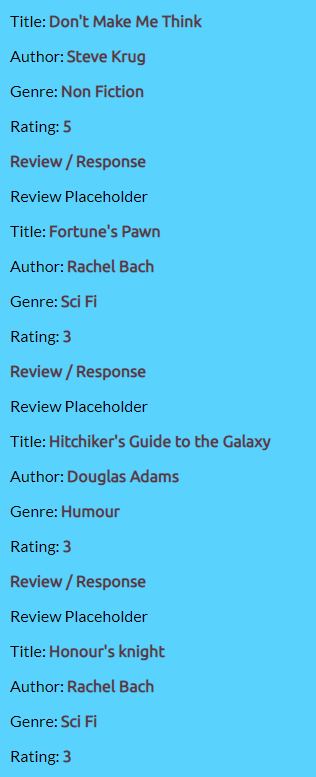 Title: Don't Make Me Think
Author: Steve Krug
Genre: Non Fiction
Rating: 5
Review / Response
Review Placeholder
Title: Fortune's Pawn
Author: Rachel Bach
Genre: Sci Fi
Rating: 3
Review / Response
Review Placeholder
Title: Hitchiker's Guide to the Galaxy
Author: Douglas Adams
Genre: Humour
Rating: 3
Review / Response
Review Placeholder
Title: Honour's knight
Author: Rachel Bach
Genre: Sci Fi
Rating: 3